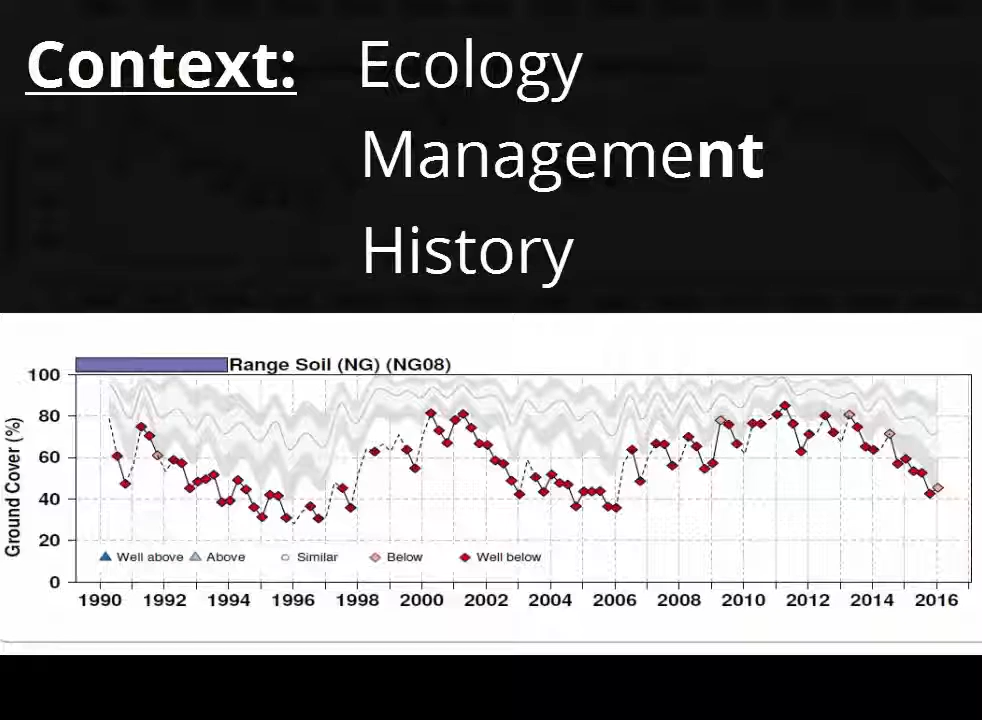 Context: Ecology
Management
History
Range Soil (NG) (NG08)
Ground Cover (%)
100
80
60
40
20
0
Well above Above Similar Below Well below
1990 1992 1994 1996 1998 2000 2002 2004 2006 2008 2010 2012 2014 2016